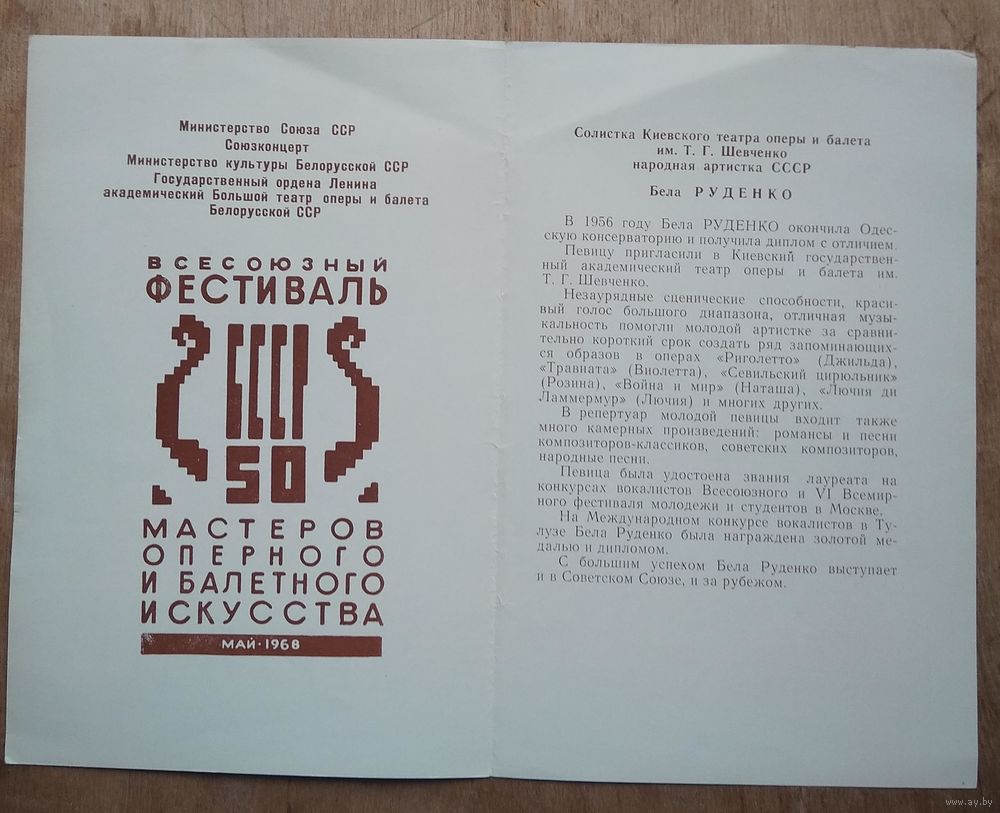 Министерство Союза ССР
Союзконцерт
Министерство культуры Белорусской ССР
Государственный ордена Ленина
академический Большой театр оперы и балета
Белорусской ССР
ВСЕСОЮЗНЫЙ
ФЕСТИВАЛЬ
БССР
50
МАСТЕРОВ
ОПЕРНОГО
И БАЛЕТНОГО
ИСКУССТВА
МАЙ·1968
Солистка Киевского театра оперы и балета
им. Т. Г. Шевченко
народная артистка СССР
Бела РУДЕНКО
В 1956 году Бела РУДЕНКО окончила Одес-
скую консерваторию и получила диплом с отличием.
Певицу пригласили в Киевский государствен-
ный академический театр оперы и балета им.
Т. Г. Шевченко.
Незаурядные сценические способности, краси-
вый голос большого диапазона, отличная музы-
кальность помогли молодой артистке за сравни-
тельно короткий срок создать ряд запоминающих-
ся образов в операх «Риголетто» (Джильда),
«Травиата» (Виолетта), «Севильский цирюльник»
(Розина), «Война и мир» (Наташа), «Лючия ди
Ламмермур» (Лючия) и многих других.
В репертуар молодой певицы входит также
много камерных произведений: романсы и песни
композиторов-классиков, советских композиторов,
народные песни.
Певица была удостоена звания лауреата на
конкурсах вокалистов Всесоюзного и VI Всемир-
ного фестиваля молодежи и студентов в Москве.
На Международном конкурсе вокалистов в Ту-
лузе Бела Руденко была награждена золотой ме-
далью и дипломом.
С большим успехом Бела Руденко выступает
и в Советском Союзе, и за рубежом.
www.ay.by